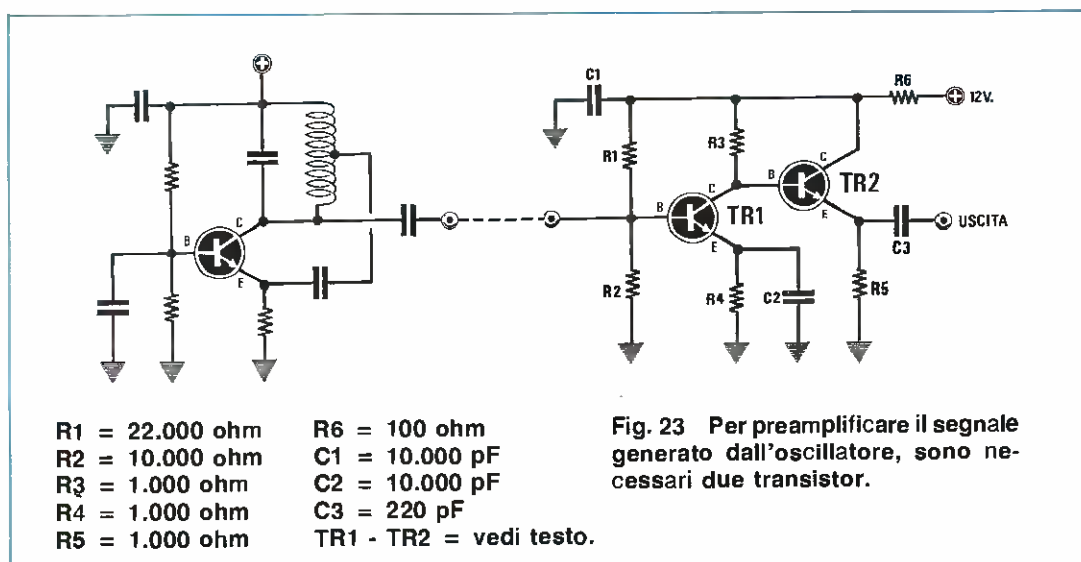 B
C
E
C1
R1
R2
R3
B
C
E
TR1
R4
C2
B
C
E
TR2
R5
C3
R6
12V.
USCITA
R1 = 22.000 ohm
R2 = 10.000 ohm
R3 = 1.000 ohm
R4 = 1.000 ohm
R5 = 1.000 ohm
R6 = 100 ohm
C1 = 10.000 pF
C2 = 10.000 pF
C3 = 220 pF
TR1 - TR2 = vedi testo.
Fig. 23 Per preamplificare il segnale
generato dall'oscillatore, sono ne-
cessari due transistor.